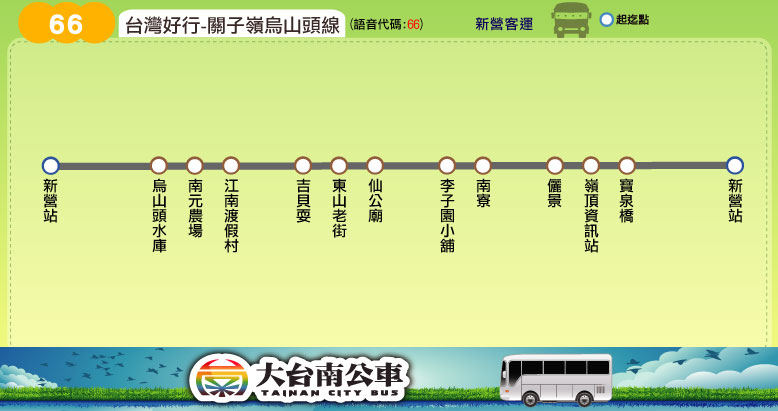 66
台灣好行-關子嶺烏山頭線
(語音代碼:66)
新營客運
起迄點
新營站
烏山頭水庫
南元農場
江南渡假村
吉貝耍
東山老街
仙公廟
李子園小舖
南寮
儷景
嶺頂資訊站
寶泉橋
新營站
大台南公車
TAINAN CITY BUS